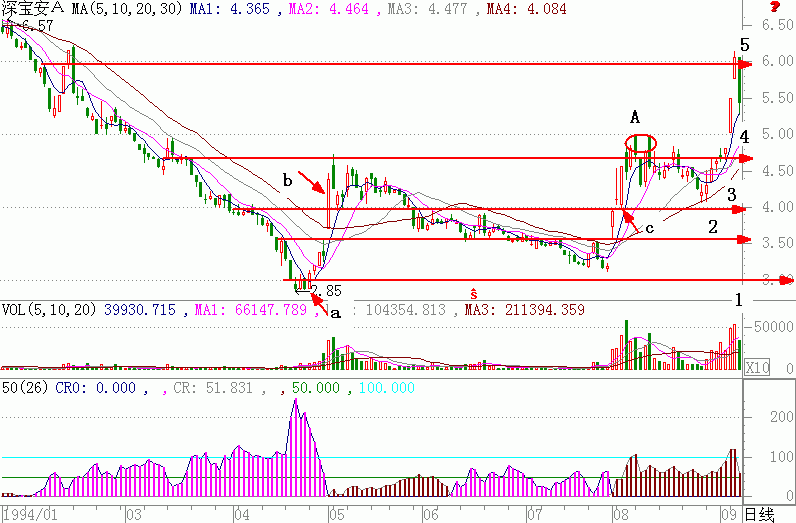 深宝安A MA(5,10,20,30) MA1: 4.365 , MA2: 4.464 , MA3: 4.477 , MA4: 4.084 ?
6.57
6.50
5
6.00
5.50
A
5.00
4
4.50
b
3
4.00
c
2
3.50
3.00
2.85
ŝ
1
a
VOL(5,10,20) 39930.715 , MA1: 66147.789 , : 104354.813 , MA3: 211394.359
50000
X10
0
50(26) CR0: 0.000 , , CR: 51.831 , , 50.000 , 100.000
200
100
0
1994/01 03 04 05 06 07 08 09 日线